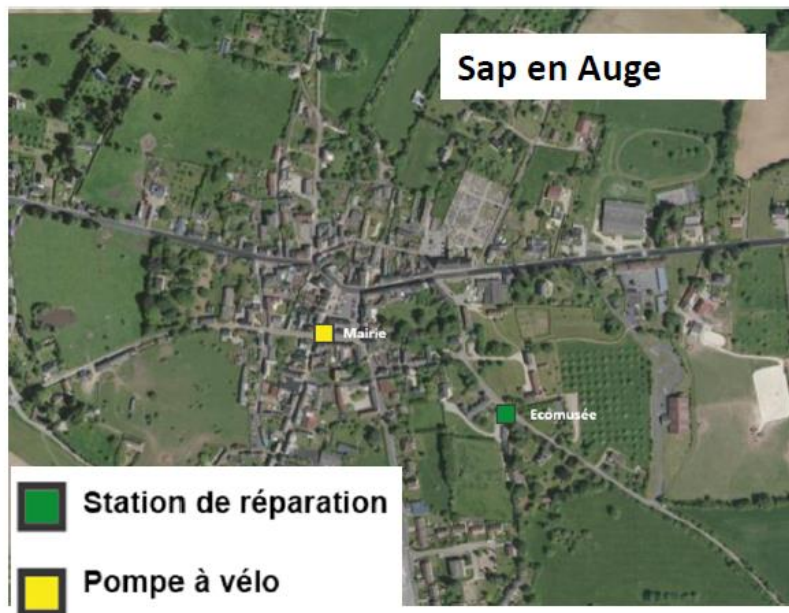 Sap en Auge
Mairie
Ecomusée
Station de réparation
Pompe à vélo